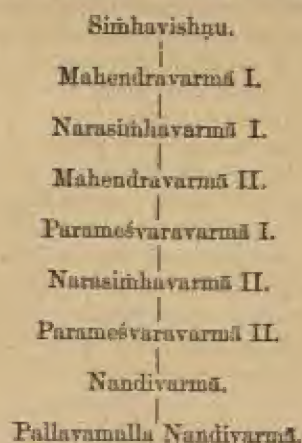 Siṁhavishṇu.
Mahendravarmā I.
Narasiṁhavarmā I.
Mahendravarmā II.
Parameśvaravarmā I.
Narasiṁhavarmā II.
Parameśvaravarmā II.
Nandivarmā.
Pallavamalla Nandivarmā.